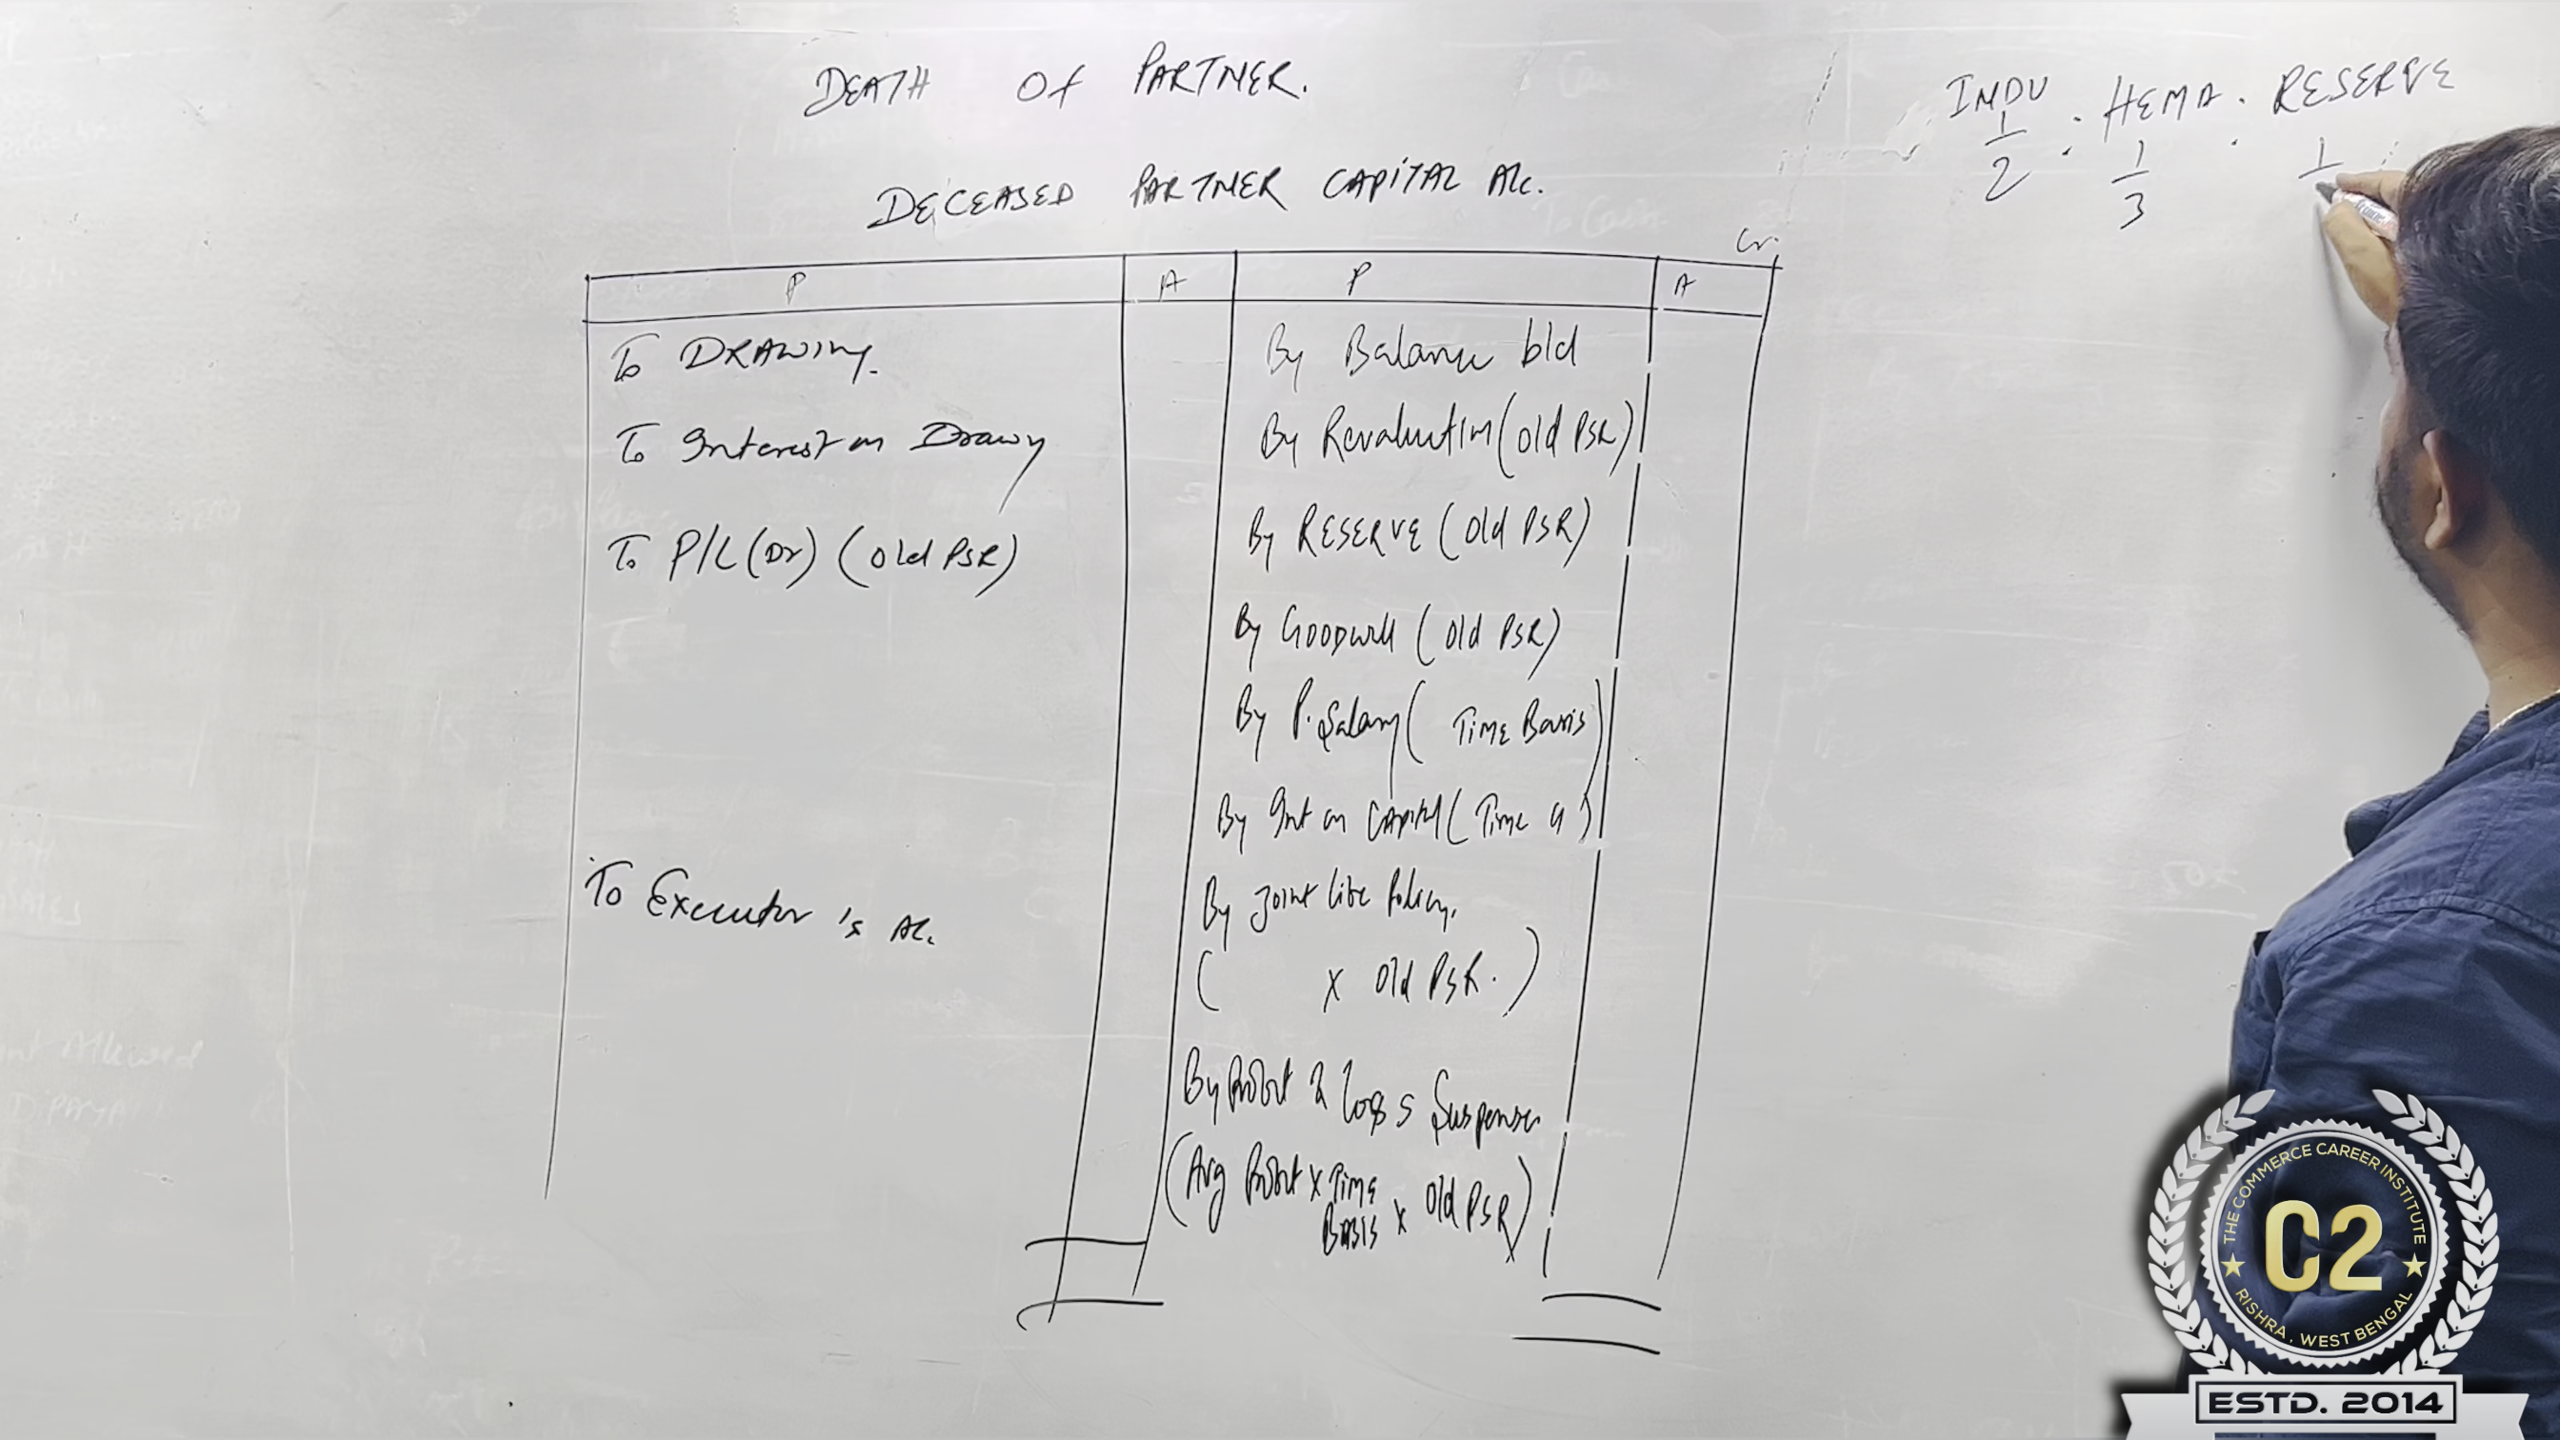 DEATH OF PARTNER.
DECEASED PARTNER CAPITAL A/c.
Cr.
P A P A
To DRAWING.
To Interest on Drawing
To P/L (Dr) (old PSR)
To Executor's A/c.
By Balance b/d
By Revaluation (old PSR)
By RESERVE (old PSR)
By GOODWILL (old PSR)
By P. Salary (TIME Basis)
By Int on CAPITAL (Time)
By Joint Life Policy.
( X old PSR.)
By Profit & Loss Suspense
(Avg Profit X TIME BASIS X old PSR)
INDU : HEMA . RESERVE
1/2 : 1/3 . 1
THE COMMERCE CAREER INSTITUTE
C2
RISHRA, WEST BENGAL
ESTD. 2014